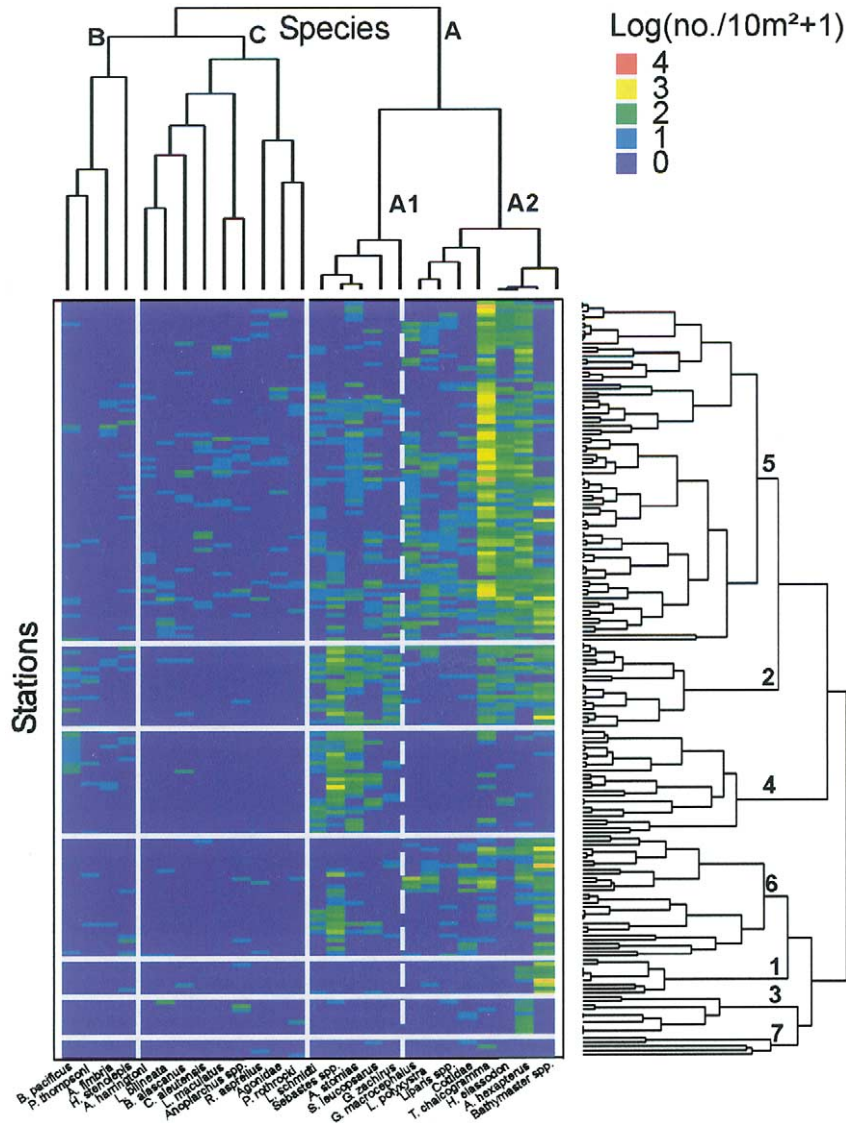 Species
Log(no./10m²+1)
4
3
2
1
0
B
C
A
A1
A2
Stations
5
2
4
6
1
3
7
B. pacificus
P. thompsoni
A. fimbria
H. stenolepis
A. harringtoni
L. bilineata
B. alascanus
C. aleutensis
L. maculatus
Anoplarchus spp.
R. asprellus
Agonidae
P. rothrocki
L. schmidti
Sebastes spp.
A. stomias
S. leucopsarus
G. zachirus
G. macrocephalus
L. polyxystra
Liparis spp.
Cottidae
T. chalcogramma
H. elassodon
A. hexapterus
Bathymaster spp.